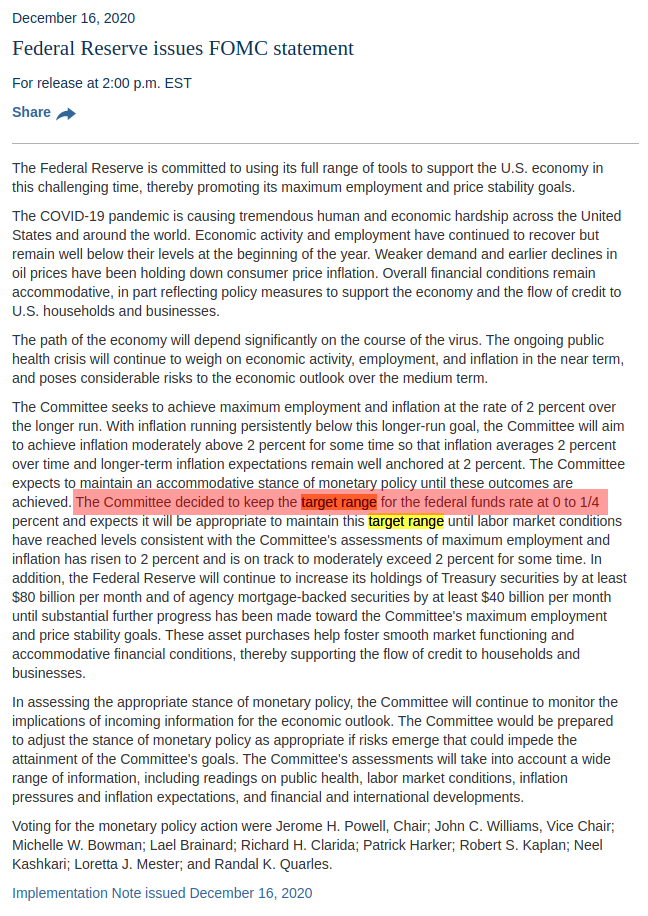 December 16, 2020
Federal Reserve issues FOMC statement
For release at 2:00 p.m. EST
Share
The Federal Reserve is committed to using its full range of tools to support the U.S. economy in
this challenging time, thereby promoting its maximum employment and price stability goals.
The COVID-19 pandemic is causing tremendous human and economic hardship across the United
States and around the world. Economic activity and employment have continued to recover but
remain well below their levels at the beginning of the year. Weaker demand and earlier declines in
oil prices have been holding down consumer price inflation. Overall financial conditions remain
accommodative, in part reflecting policy measures to support the economy and the flow of credit to
U.S. households and businesses.
The path of the economy will depend significantly on the course of the virus. The ongoing public
health crisis will continue to weigh on economic activity, employment, and inflation in the near term,
and poses considerable risks to the economic outlook over the medium term.
The Committee seeks to achieve maximum employment and inflation at the rate of 2 percent over
the longer run. With inflation running persistently below this longer-run goal, the Committee will aim
to achieve inflation moderately above 2 percent for some time so that inflation averages 2 percent
over time and longer-term inflation expectations remain well anchored at 2 percent. The Committee
expects to maintain an accommodative stance of monetary policy until these outcomes are
achieved. The Committee decided to keep the target range for the federal funds rate at 0 to 1/4
percent and expects it will be appropriate to maintain this target range until labor market conditions
have reached levels consistent with the Committee's assessments of maximum employment and
inflation has risen to 2 percent and is on track to moderately exceed 2 percent for some time. In
addition, the Federal Reserve will continue to increase its holdings of Treasury securities by at least
$80 billion per month and of agency mortgage-backed securities by at least $40 billion per month
until substantial further progress has been made toward the Committee's maximum employment
and price stability goals. These asset purchases help foster smooth market functioning and
accommodative financial conditions, thereby supporting the flow of credit to households and
businesses.
In assessing the appropriate stance of monetary policy, the Committee will continue to monitor the
implications of incoming information for the economic outlook. The Committee would be prepared
to adjust the stance of monetary policy as appropriate if risks emerge that could impede the
attainment of the Committee's goals. The Committee's assessments will take into account a wide
range of information, including readings on public health, labor market conditions, inflation
pressures and inflation expectations, and financial and international developments.
Voting for the monetary policy action were Jerome H. Powell, Chair; John C. Williams, Vice Chair;
Michelle W. Bowman; Lael Brainard; Richard H. Clarida; Patrick Harker; Robert S. Kaplan; Neel
Kashkari; Loretta J. Mester; and Randal K. Quarles.
Implementation Note issued December 16, 2020